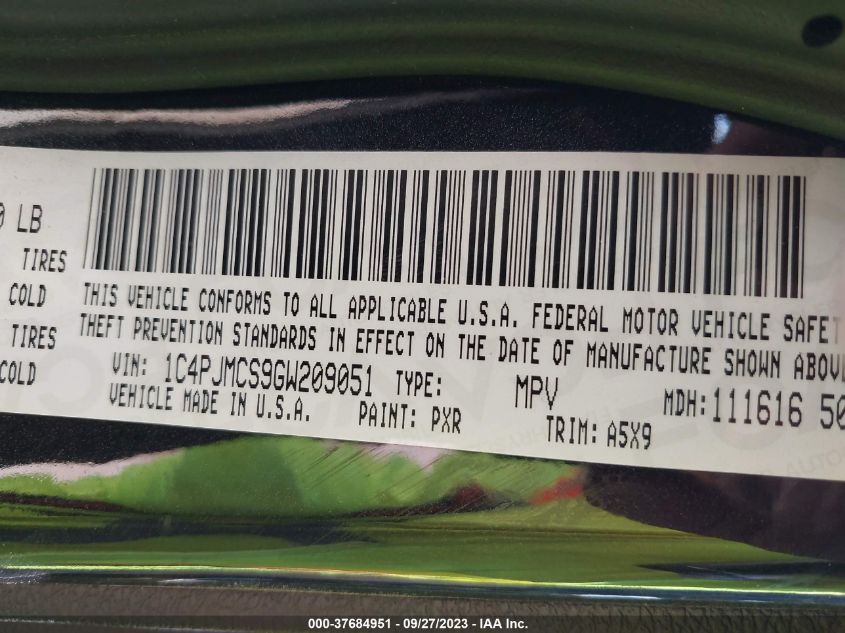 0 LB
TIRES
COLD
TIRES
COLD
THIS VEHICLE CONFORMS TO ALL APPLICABLE U.S.A. FEDERAL MOTOR VEHICLE SAFET
THEFT PREVENTION STANDARDS IN EFFECT ON THE DATE OF MANUFACTURE SHOWN ABOV
VIN: 1C4PJMCS9GW209051 TYPE: MPV MDH: 111616 50
VEHICLE MADE IN U.S.A. PAINT: PXR TRIM: A5X9
000-37684951 / 09/27/2023 - IAA Inc.